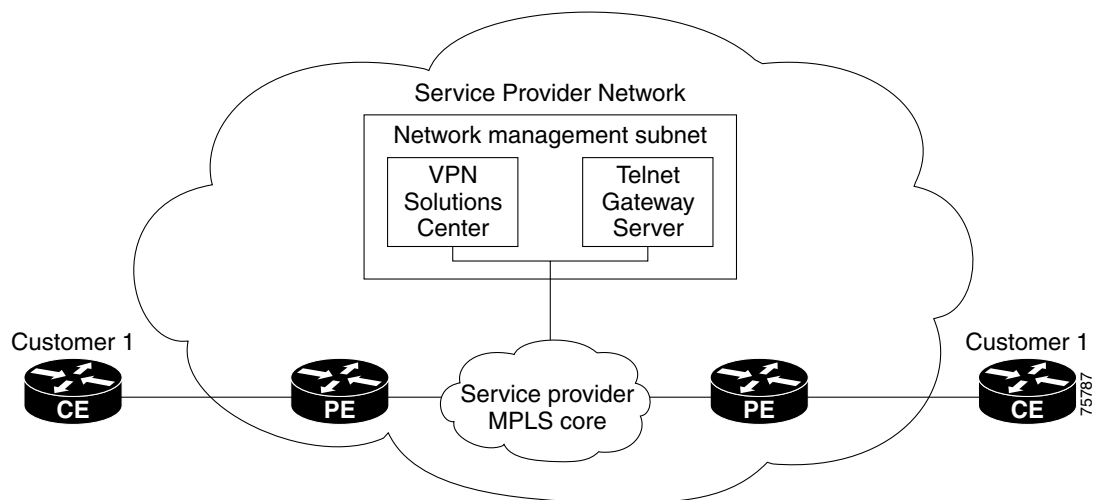 Service Provider Network
Network management subnet
VPN
Solutions
Center
Telnet
Gateway
Server
Customer 1
CE
PE
Service provider
MPLS core
PE
Customer 1
CE
75787